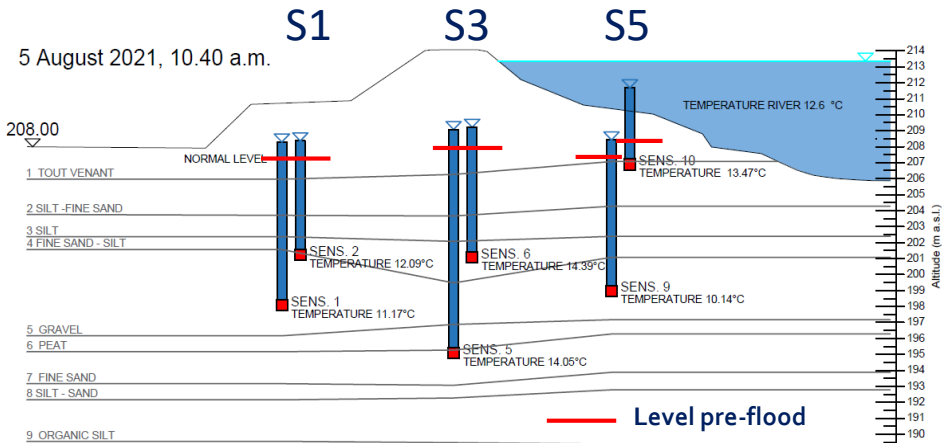 S1 S3 S5
5 August 2021, 10.40 a.m.
214
213
212
211
210
209
208
207
206
205
204
203
202
201
200
199
198
197
196
195
194
193
192
191
190
Altitude (m a.s.l.)
TEMPERATURE RIVER 12.6 °C
208.00
NORMAL LEVEL
SENS. 10
TEMPERATURE 13.47°C
1 TOUT VENANT
2 SILT -FINE SAND
3 SILT
4 FINE SAND - SILT
SENS. 2
TEMPERATURE 12.09°C
SENS. 6
TEMPERATURE 14.39°C
SENS. 9
TEMPERATURE 10.14°C
SENS. 1
TEMPERATURE 11.17°C
5 GRAVEL
6 PEAT
SENS. 5
TEMPERATURE 14.05°C
7 FINE SAND
8 SILT - SAND
Level pre-flood
9 ORGANIC SILT